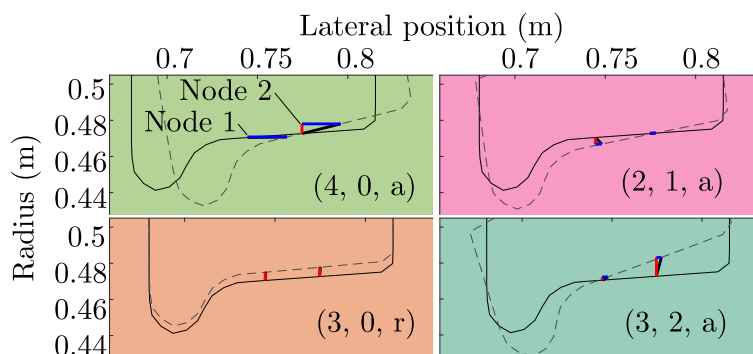 Lateral position (m)
0.7 0.75 0.8 0.7 0.75 0.8
Radius (m)
0.5
0.48
0.46
0.44
Node 2
Node 1
(4, 0, a)
(2, 1, a)
0.5
0.48
0.46
0.44
(3, 0, r)
(3, 2, a)